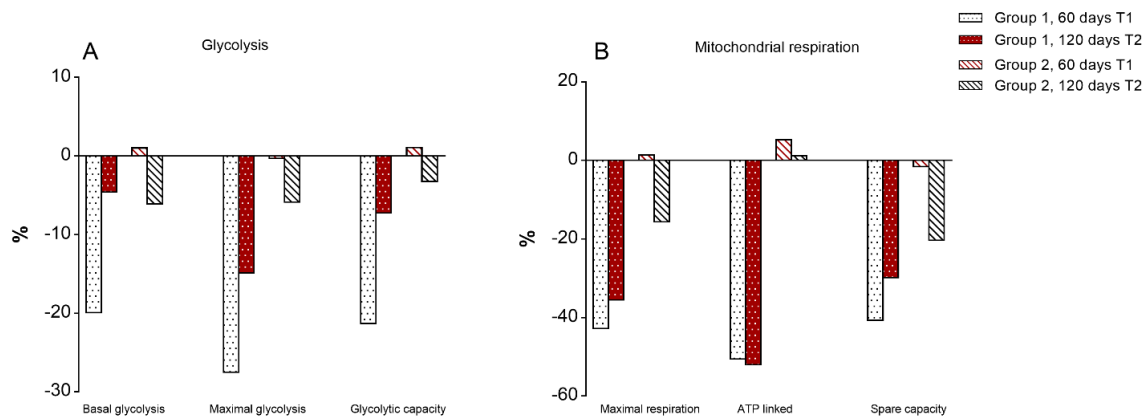 Group 1, 60 days T1
Group 1, 120 days T2
Group 2, 60 days T1
Group 2, 120 days T2
A
Glycolysis
10
0
-10
-20
-30
%
Basal glycolysis
Maximal glycolysis
Glycolytic capacity
B
Mitochondrial respiration
20
0
-20
-40
-60
%
Maximal respiration
ATP linked
Spare capacity